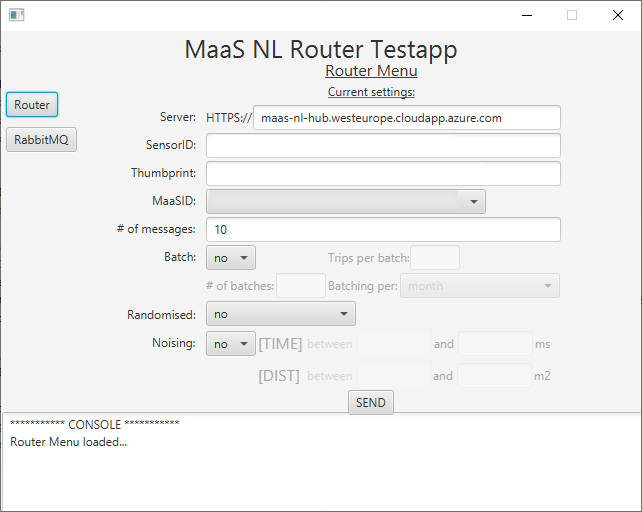 MaaS NL Router Testapp
Router Menu
Current settings:
Router
RabbitMQ
Server: HTTPS:// maas-nl-hub.westeurope.cloudapp.azure.com
SensorID:
Thumbprint:
MaaSID:
# of messages: 10
Batch: no Trips per batch:
# of batches: Batching per: month
Randomised: no
Noising: no [TIME] between and ms
[DIST] between and m2
SEND
*********** CONSOLE ***********
Router Menu loaded...